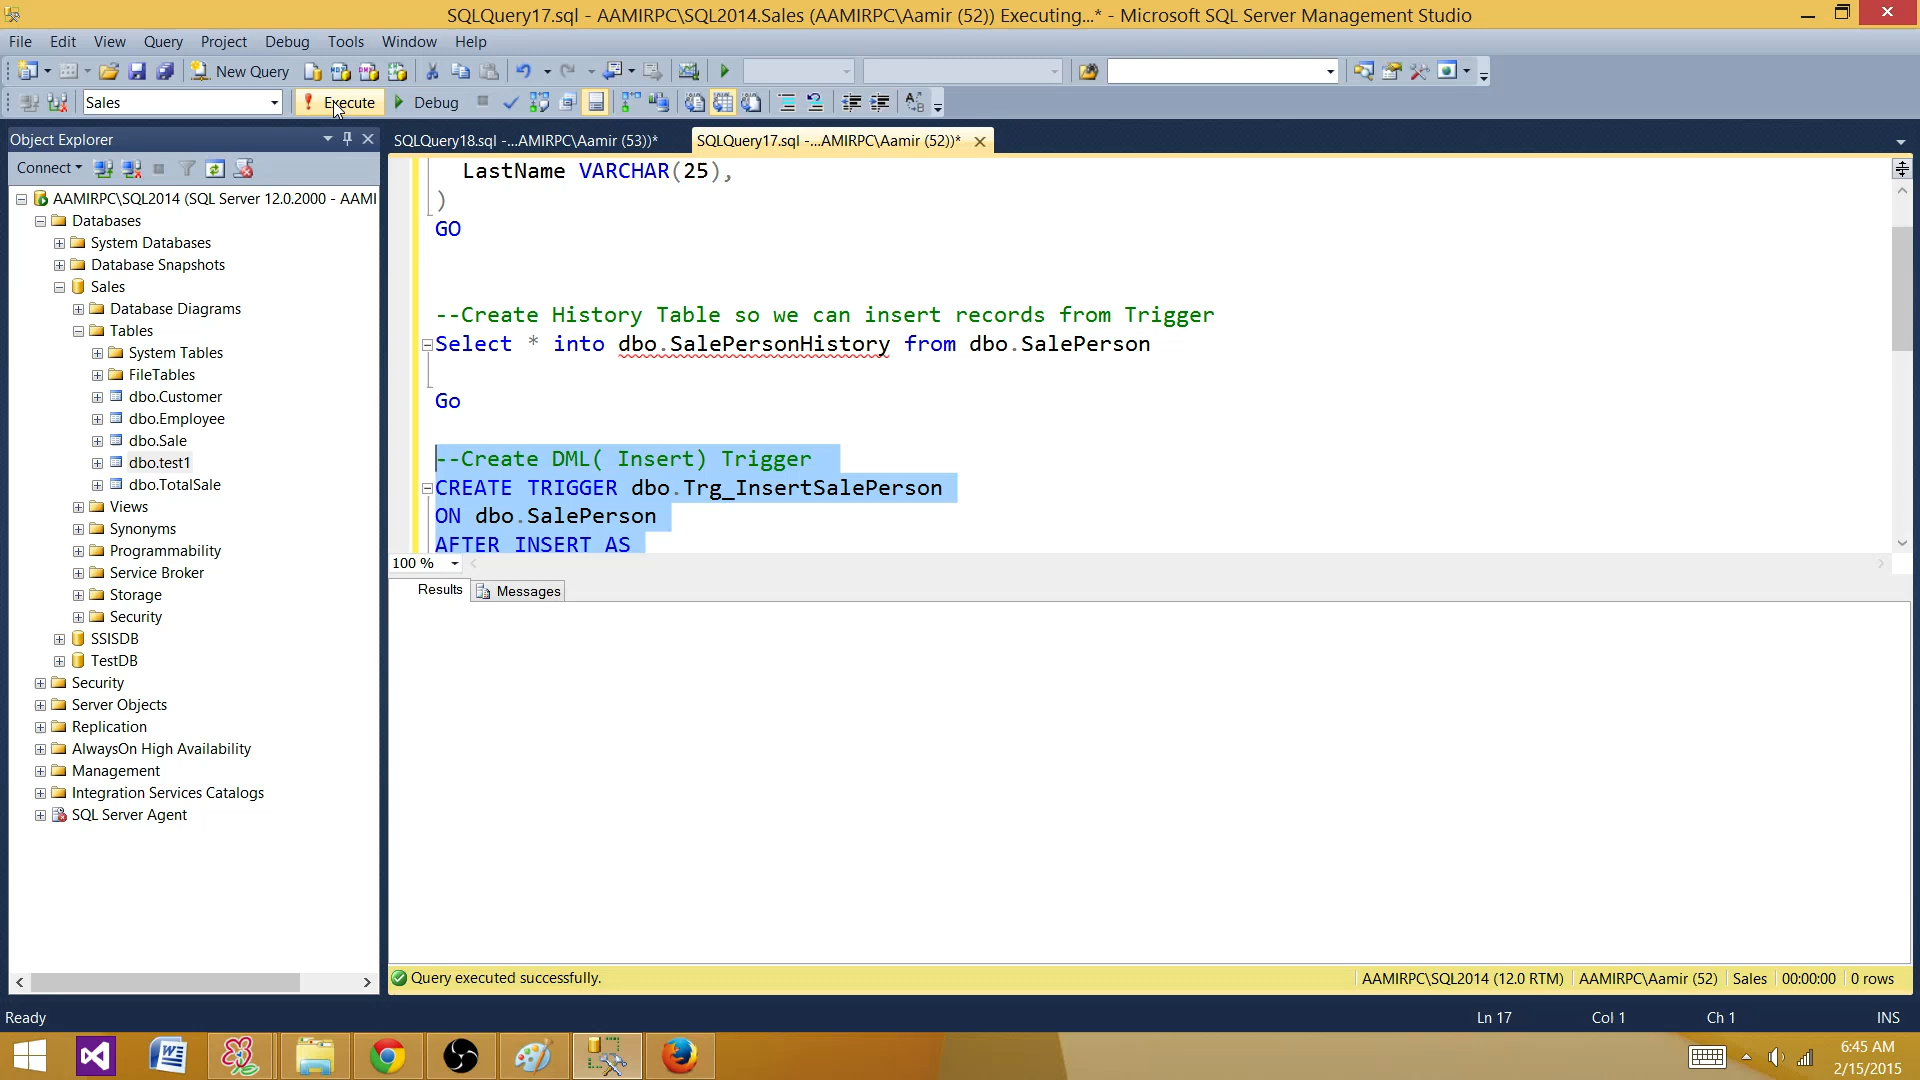 SQLQuery17.sql - AAMIRPC\SQL2014.Sales (AAMIRPC\Aamir (52)) Executing...* - Microsoft SQL Server Management Studio
File Edit View Query Project Debug Tools Window Help
New Query
Sales Execute Debug
Object Explorer
SQLQuery18.sql -...AMIRPC\Aamir (53))* SQLQuery17.sql -...AMIRPC\Aamir (52))*
Connect
AAMIRPC\SQL2014 (SQL Server 12.0.2000 - AAMI
Databases
System Databases
Database Snapshots
Sales
Database Diagrams
Tables
System Tables
FileTables
dbo.Customer
dbo.Employee
dbo.Sale
dbo.test1
dbo.TotalSale
Views
Synonyms
Programmability
Service Broker
Storage
Security
SSISDB
TestDB
Security
Server Objects
Replication
AlwaysOn High Availability
Management
Integration Services Catalogs
SQL Server Agent
LastName VARCHAR(25),
)
GO
--Create History Table so we can insert records from Trigger
Select * into dbo.SalePersonHistory from dbo.SalePerson
Go
--Create DML( Insert) Trigger
CREATE TRIGGER dbo.Trg_InsertSalePerson
ON dbo.SalePerson
AFTER INSERT AS
100 %
Results Messages
Query executed successfully. AAMIRPC\SQL2014 (12.0 RTM) AAMIRPC\Aamir (52) Sales 00:00:00 0 rows
Ready Ln 17 Col 1 Ch 1 INS
6:45 AM
2/15/2015